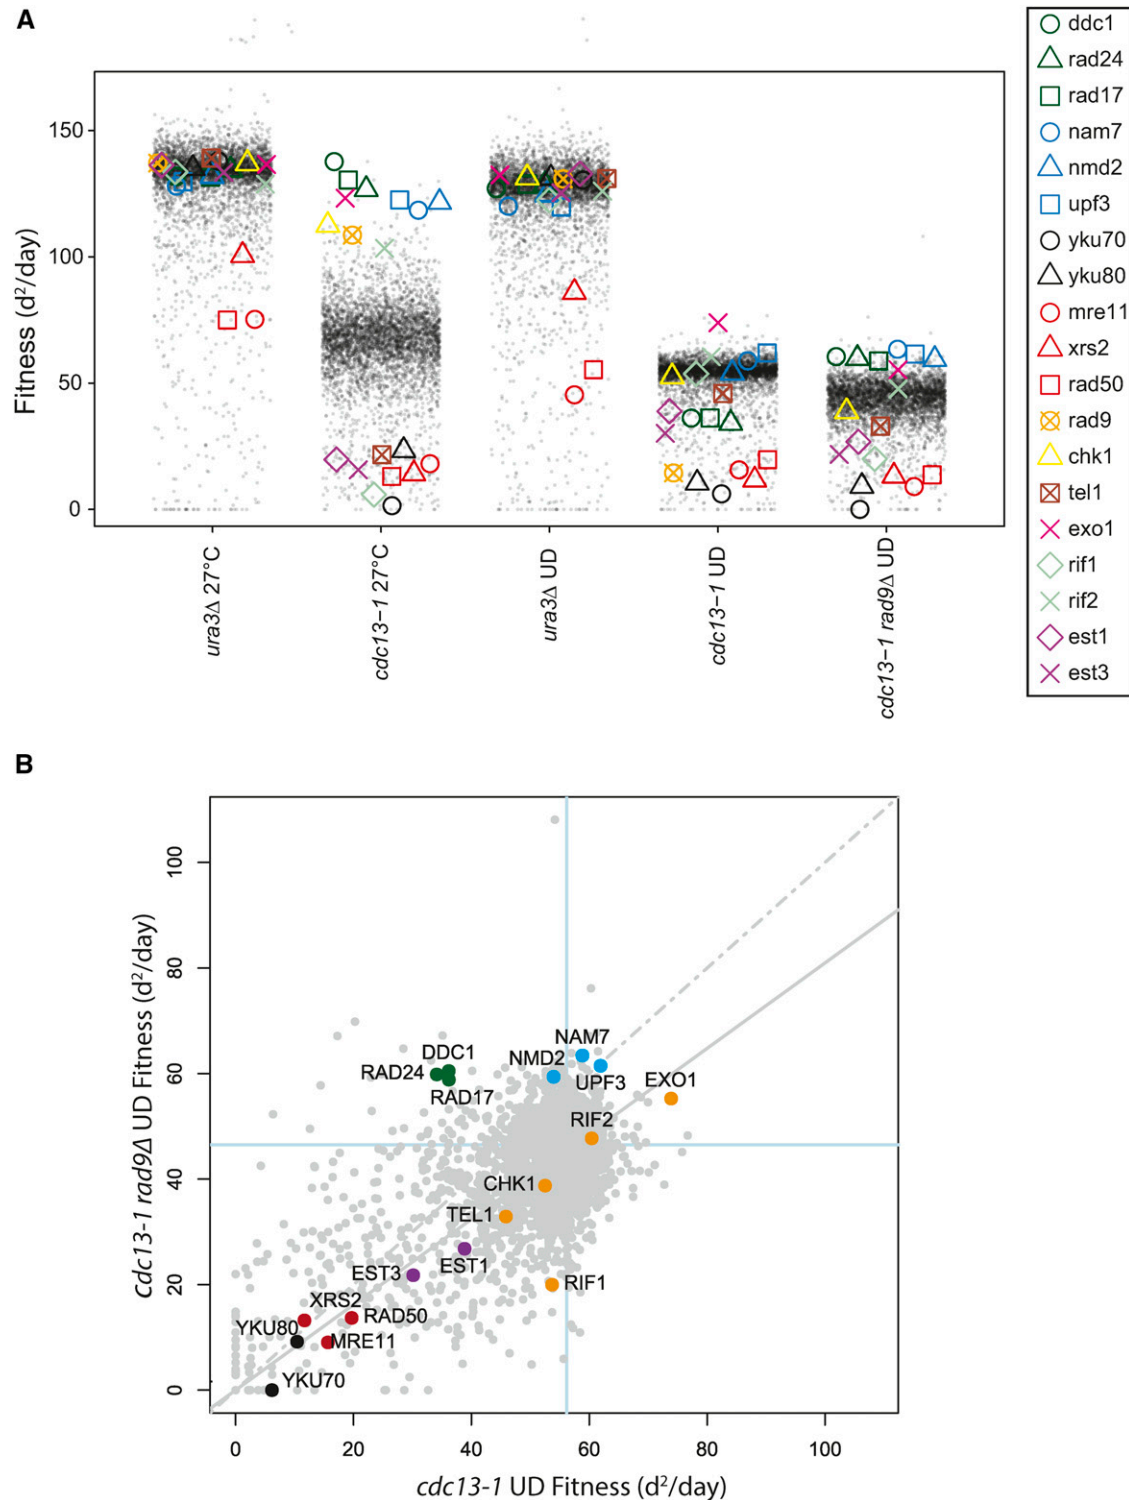 A
Fitness (d²/day)
150
100
50
0
ura3Δ 27°C
cdc13−1 27°C
ura3Δ UD
cdc13−1 UD
cdc13−1 rad9Δ UD
ddc1
rad24
rad17
nam7
nmd2
upf3
yku70
yku80
mre11
xrs2
rad50
rad9
chk1
tel1
exo1
rif1
rif2
est1
est3
B
cdc13-1 rad9Δ UD Fitness (d²/day)
100
80
60
40
20
0
NAM7
DDC1
NMD2
RAD24
UPF3
EXO1
RAD17
RIF2
CHK1
TEL1
EST1
EST3
RIF1
XRS2
RAD50
YKU80
MRE11
YKU70
0 20 40 60 80 100
cdc13-1 UD Fitness (d²/day)